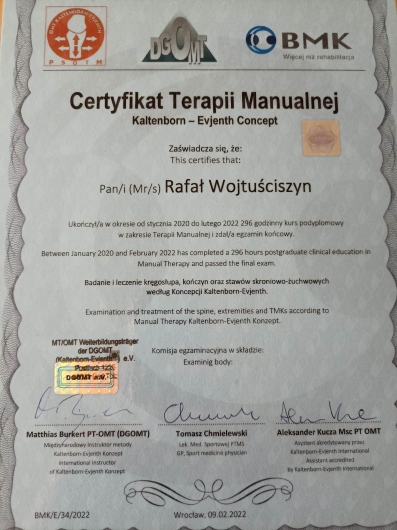 PSOTM
DGOMT
BMK
Więcej niż rehabilitacja
Certyfikat Terapii Manualnej
Kaltenborn – Evjenth Concept
Zaświadcza się, że:
This certifies that:
Pan/i (Mr/s) Rafał Wojtuściszyn
Ukończył/a w okresie od stycznia 2020 do lutego 2022 296 godzinny kurs podyplomowy
w zakresie Terapii Manualnej i zdał/a egzamin końcowy.
Between January 2020 and February 2022 has completed a 296 hours postgraduate clinical education in
Manual Therapy and passed the final exam.
Badanie i leczenie kręgosłupa, kończyn oraz stawów skroniowo-żuchwowych
według Koncepcji Kaltenborn-Evjenth.
Examination and treatment of the spine, extremities and TMKs according to
Manual Therapy Kaltenborn-Evjenth Konzept.
MT/OMT Weiterbildungsträger
der DGOMT
(Kaltenborn-Evjenth) e.V.
Postfach
DGOMT e.V.
Komisja egzaminacyjna w składzie:
Examinig body:
Matthias Burkert PT-OMT (DGOMT)
Międzynarodowy Instruktor metody
Kaltenborn-Evjenth Koncept
International Instructor
of Kaltenborn-Evjenth Koncept
Tomasz Chmielewski
Lek. Med. Sportowej PTMS
GP, Sport medicine physician
Aleksander Kucza Msc PT OMT
Asystent akredytowany przez
Kaltenborn-Evjenth International
Assistent accredited
by Kaltenborn-Evjenth International
BMK/E/34/2022
Wrocław, 09.02.2022